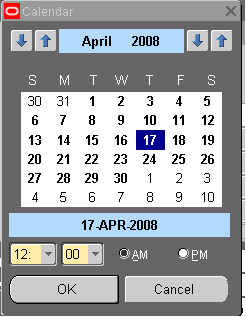 Calendar
April 2008
S M T W T F S
30 31 1 2 3 4 5
6 7 8 9 10 11 12
13 14 15 16 17 18 19
20 21 22 23 24 25 26
27 28 29 30 1 2 3
4 5 6 7 8 9 10
17-APR-2008
12: 00 AM PM
OK Cancel